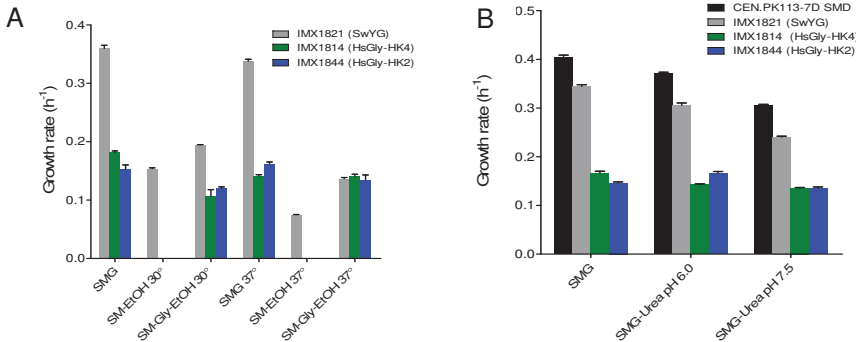 A
IMX1821 (SwYG)
IMX1814 (HsGly-HK4)
IMX1844 (HsGly-HK2)
Growth rate (h-1)
0.4
0.3
0.2
0.1
0.0
SMG
SM-EtOH 30°
SM-Gly-EtOH 30°
SMG 37°
SM-EtOH 37°
SM-Gly-EtOH 37°
B
CEN.PK113-7D SMD
IMX1821 (SwYG)
IMX1814 (HsGly-HK4)
IMX1844 (HsGly-HK2)
Growth rate (h-1)
0.5
0.4
0.3
0.2
0.1
0.0
SMG
SMG-Urea pH 6.0
SMG-Urea pH 7.5